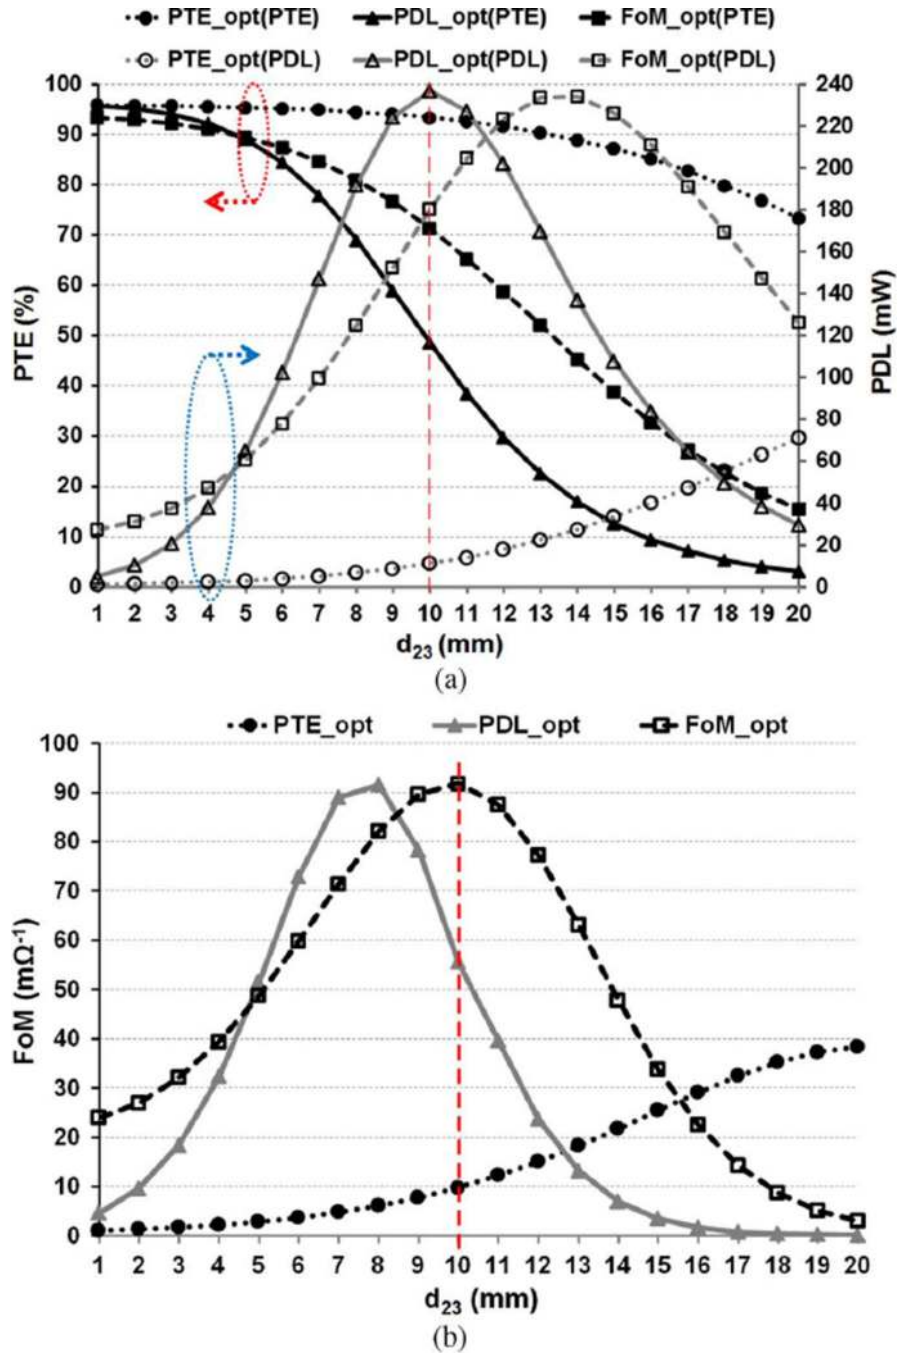 PTE_opt(PTE) PDL_opt(PTE) FoM_opt(PTE)
PTE_opt(PDL) PDL_opt(PDL) FoM_opt(PDL)
100 240
90 220
80 200
70 180
60 160
50 140
40 120
30 100
20 80
10 60
0 40
20
0
PTE (%)
PDL (mW)
1 2 3 4 5 6 7 8 9 10 11 12 13 14 15 16 17 18 19 20
d23 (mm)
(a)
PTE_opt PDL_opt FoM_opt
100
90
80
70
60
50
40
30
20
10
0
FoM (mΩ-1)
1 2 3 4 5 6 7 8 9 10 11 12 13 14 15 16 17 18 19 20
d23 (mm)
(b)